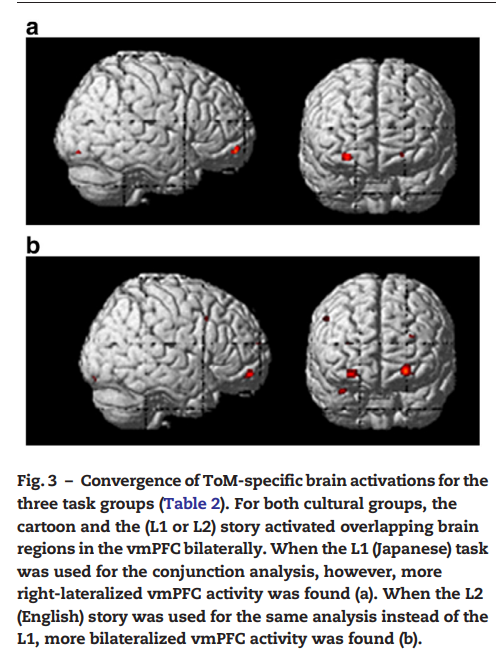 a
b
Fig. 3 – Convergence of ToM-specific brain activations for the
three task groups (Table 2). For both cultural groups, the
cartoon and the (L1 or L2) story activated overlapping brain
regions in the vmPFC bilaterally. When the L1 (Japanese) task
was used for the conjunction analysis, however, more
right-lateralized vmPFC activity was found (a). When the L2
(English) story was used for the same analysis instead of the
L1, more bilateralized vmPFC activity was found (b).